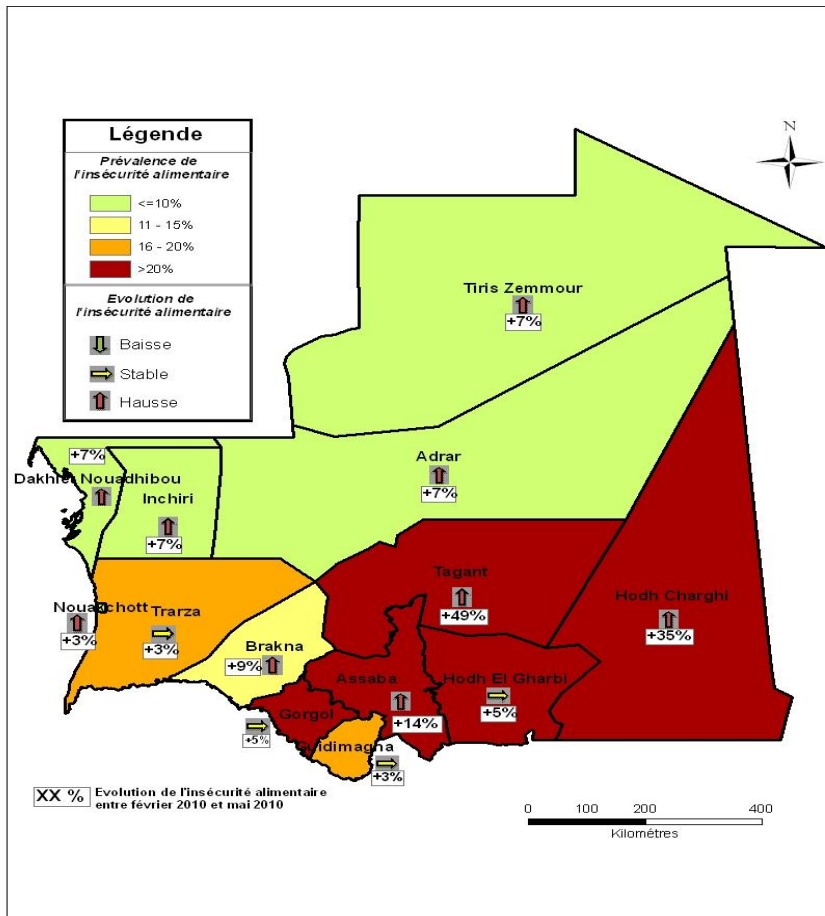 Légende
Prévalence de
l'insécurité alimentaire
<=10%
11 - 15%
16 - 20%
>20%
Evolution de
l'insécurité alimentaire
Baisse
Stable
Hausse
N
Tiris Zemmour
+7%
+7%
Dakhlet Nouadhibou
Inchiri
+7%
Adrar
+7%
Tagant
+49%
Hodh Charghi
+35%
Nouakchott
+3%
Trarza
+3%
Brakna
+9%
Assaba
+14%
Hodh El Gharbi
+5%
Gorgol
+5%
Guidimagha
+3%
XX % Evolution de l'insécurité alimentaire
entre février 2010 et mai 2010
0 100 200 400
Kilométres